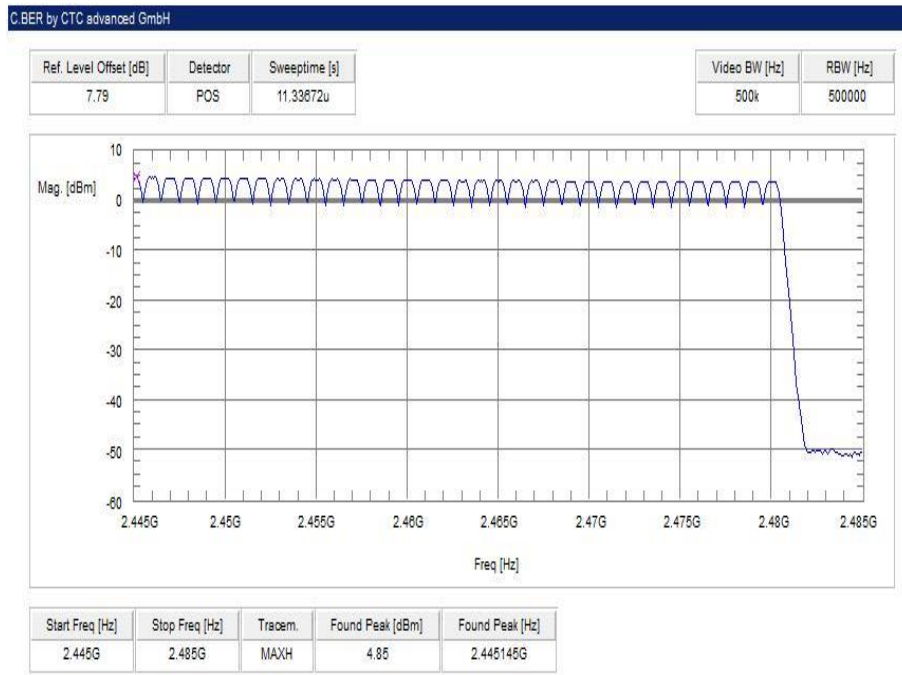 C.BER by CTC advanced GmbH
Ref. Level Offset [dB] Detector Sweeptime [s] Video BW [Hz] RBW [Hz]
7.79 POS 11.33672u 500k 500000
10
Mag. [dBm]
0
-10
-20
-30
-40
-50
-60
2.445G 2.45G 2.455G 2.46G 2.465G 2.47G 2.475G 2.48G 2.485G
Freq [Hz]
Start Freq [Hz] Stop Freq [Hz] Tracem. Found Peak [dBm] Found Peak [Hz]
2.445G 2.485G MAXH 4.85 2.445145G